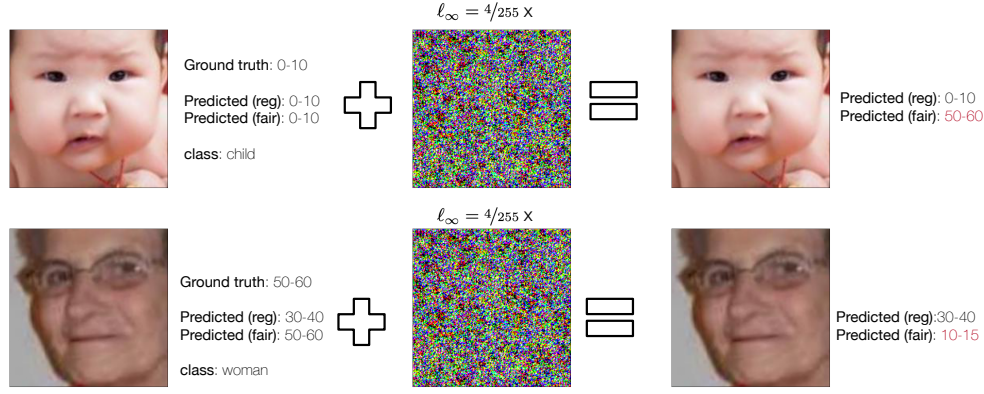 ℓ∞ = 4/255 x
Ground truth: 0-10
Predicted (reg): 0-10
Predicted (fair): 0-10
class: child
Predicted (reg): 0-10
Predicted (fair): 50-60
ℓ∞ = 4/255 x
Ground truth: 50-60
Predicted (reg): 30-40
Predicted (fair): 50-60
class: woman
Predicted (reg):30-40
Predicted (fair): 10-15